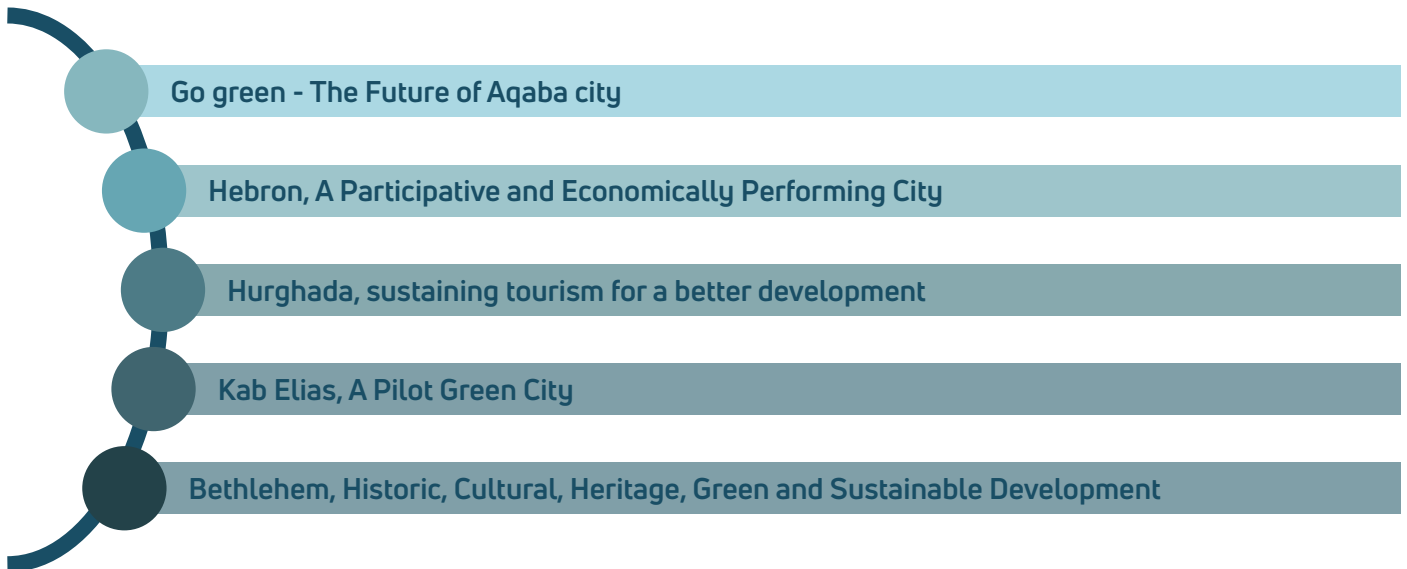 Go green - The Future of Aqaba city
Hebron, A Participative and Economically Performing City
Hurghada, sustaining tourism for a better development
Kab Elias, A Pilot Green City
Bethlehem, Historic, Cultural, Heritage, Green and Sustainable Development